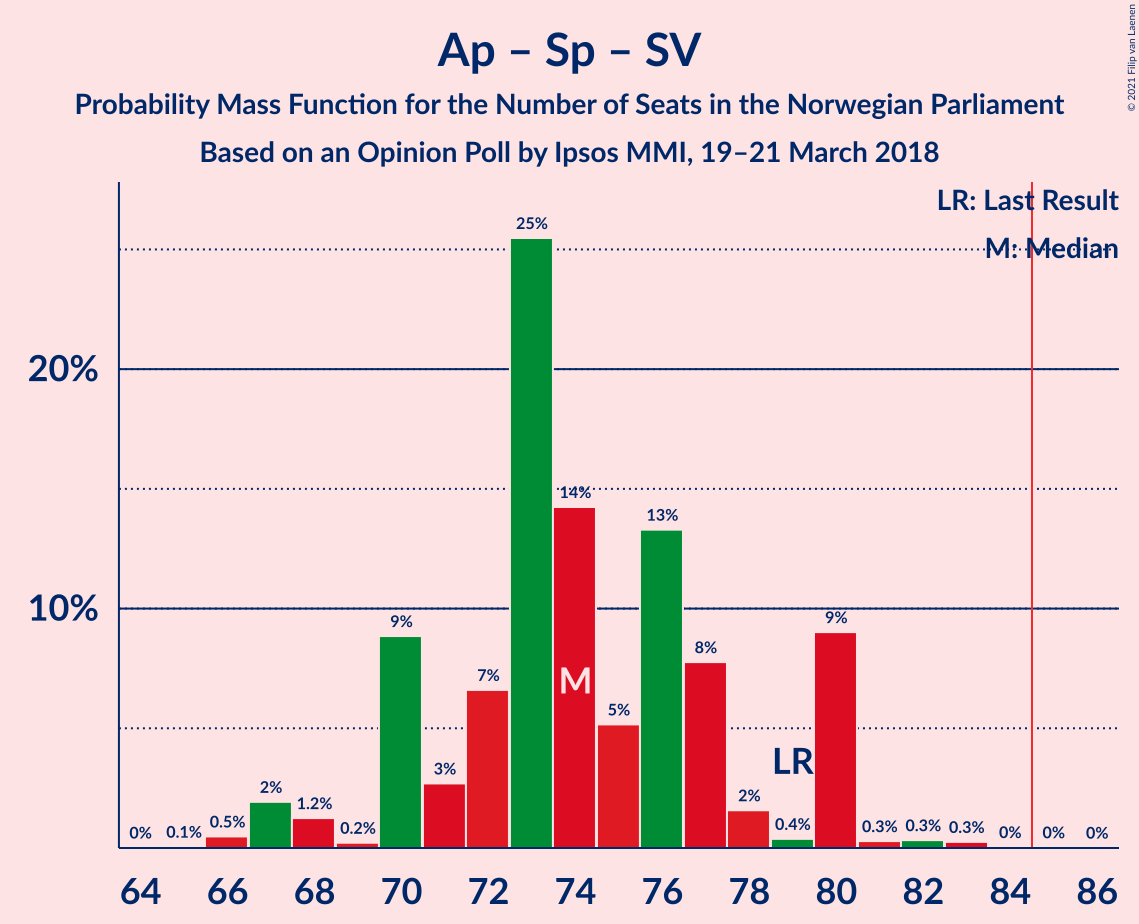 Ap – Sp – SV
Probability Mass Function for the Number of Seats in the Norwegian Parliament
Based on an Opinion Poll by Ipsos MMI, 19–21 March 2018
© 2021 Filip van Laenen
LR: Last Result
M: Median
20%
10%
0%
0.1%
0.5%
2%
1.2%
0.2%
9%
3%
7%
25%
14%
5%
13%
8%
2%
0.4%
9%
0.3%
0.3%
0.3%
0%
0%
0%
M
LR
64 66 68 70 72 74 76 78 80 82 84 86